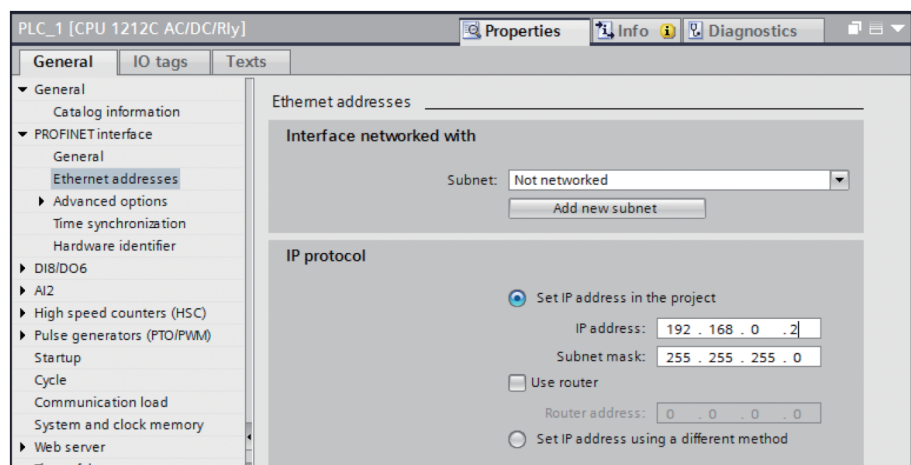 PLC_1 [CPU 1212C AC/DC/Rly]
Properties
Info
Diagnostics
General
IO tags
Texts
General
Catalog information
PROFINET interface
General
Ethernet addresses
Advanced options
Time synchronization
Hardware identifier
DI8/DO6
AI2
High speed counters (HSC)
Pulse generators (PTO/PWM)
Startup
Cycle
Communication load
System and clock memory
Web server
Ethernet addresses
Interface networked with
Subnet: Not networked
Add new subnet
IP protocol
Set IP address in the project
IP address: 192 . 168 . 0 . 2
Subnet mask: 255 . 255 . 255 . 0
Use router
Router address: 0 . 0 . 0 . 0
Set IP address using a different method